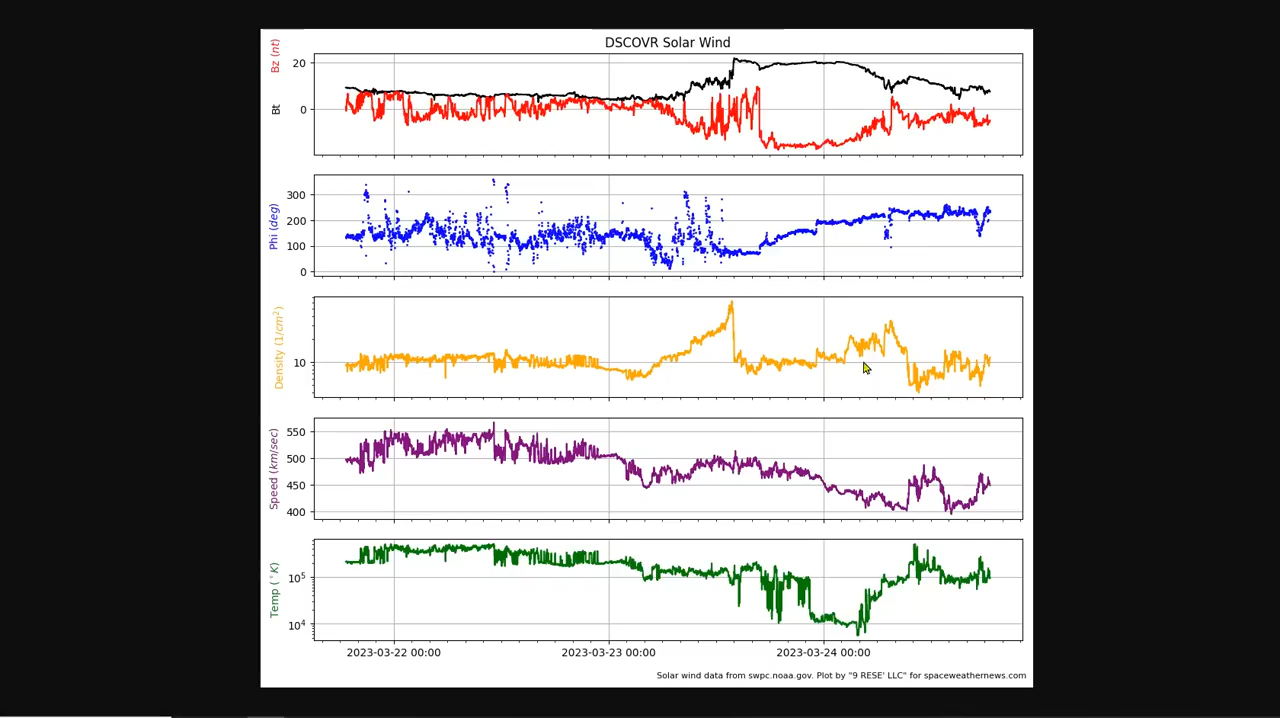 DSCOVR Solar Wind
Bz (nt)
Bt
20
0
Phi (deg)
300
200
100
0
Density (1/cm²)
10
Speed (km/sec)
550
500
450
400
Temp (°K)
10⁵
10⁴
2023-03-22 00:00 2023-03-23 00:00 2023-03-24 00:00
Solar wind data from swpc.noaa.gov. Plot by "9 RESE' LLC" for spaceweathernews.com